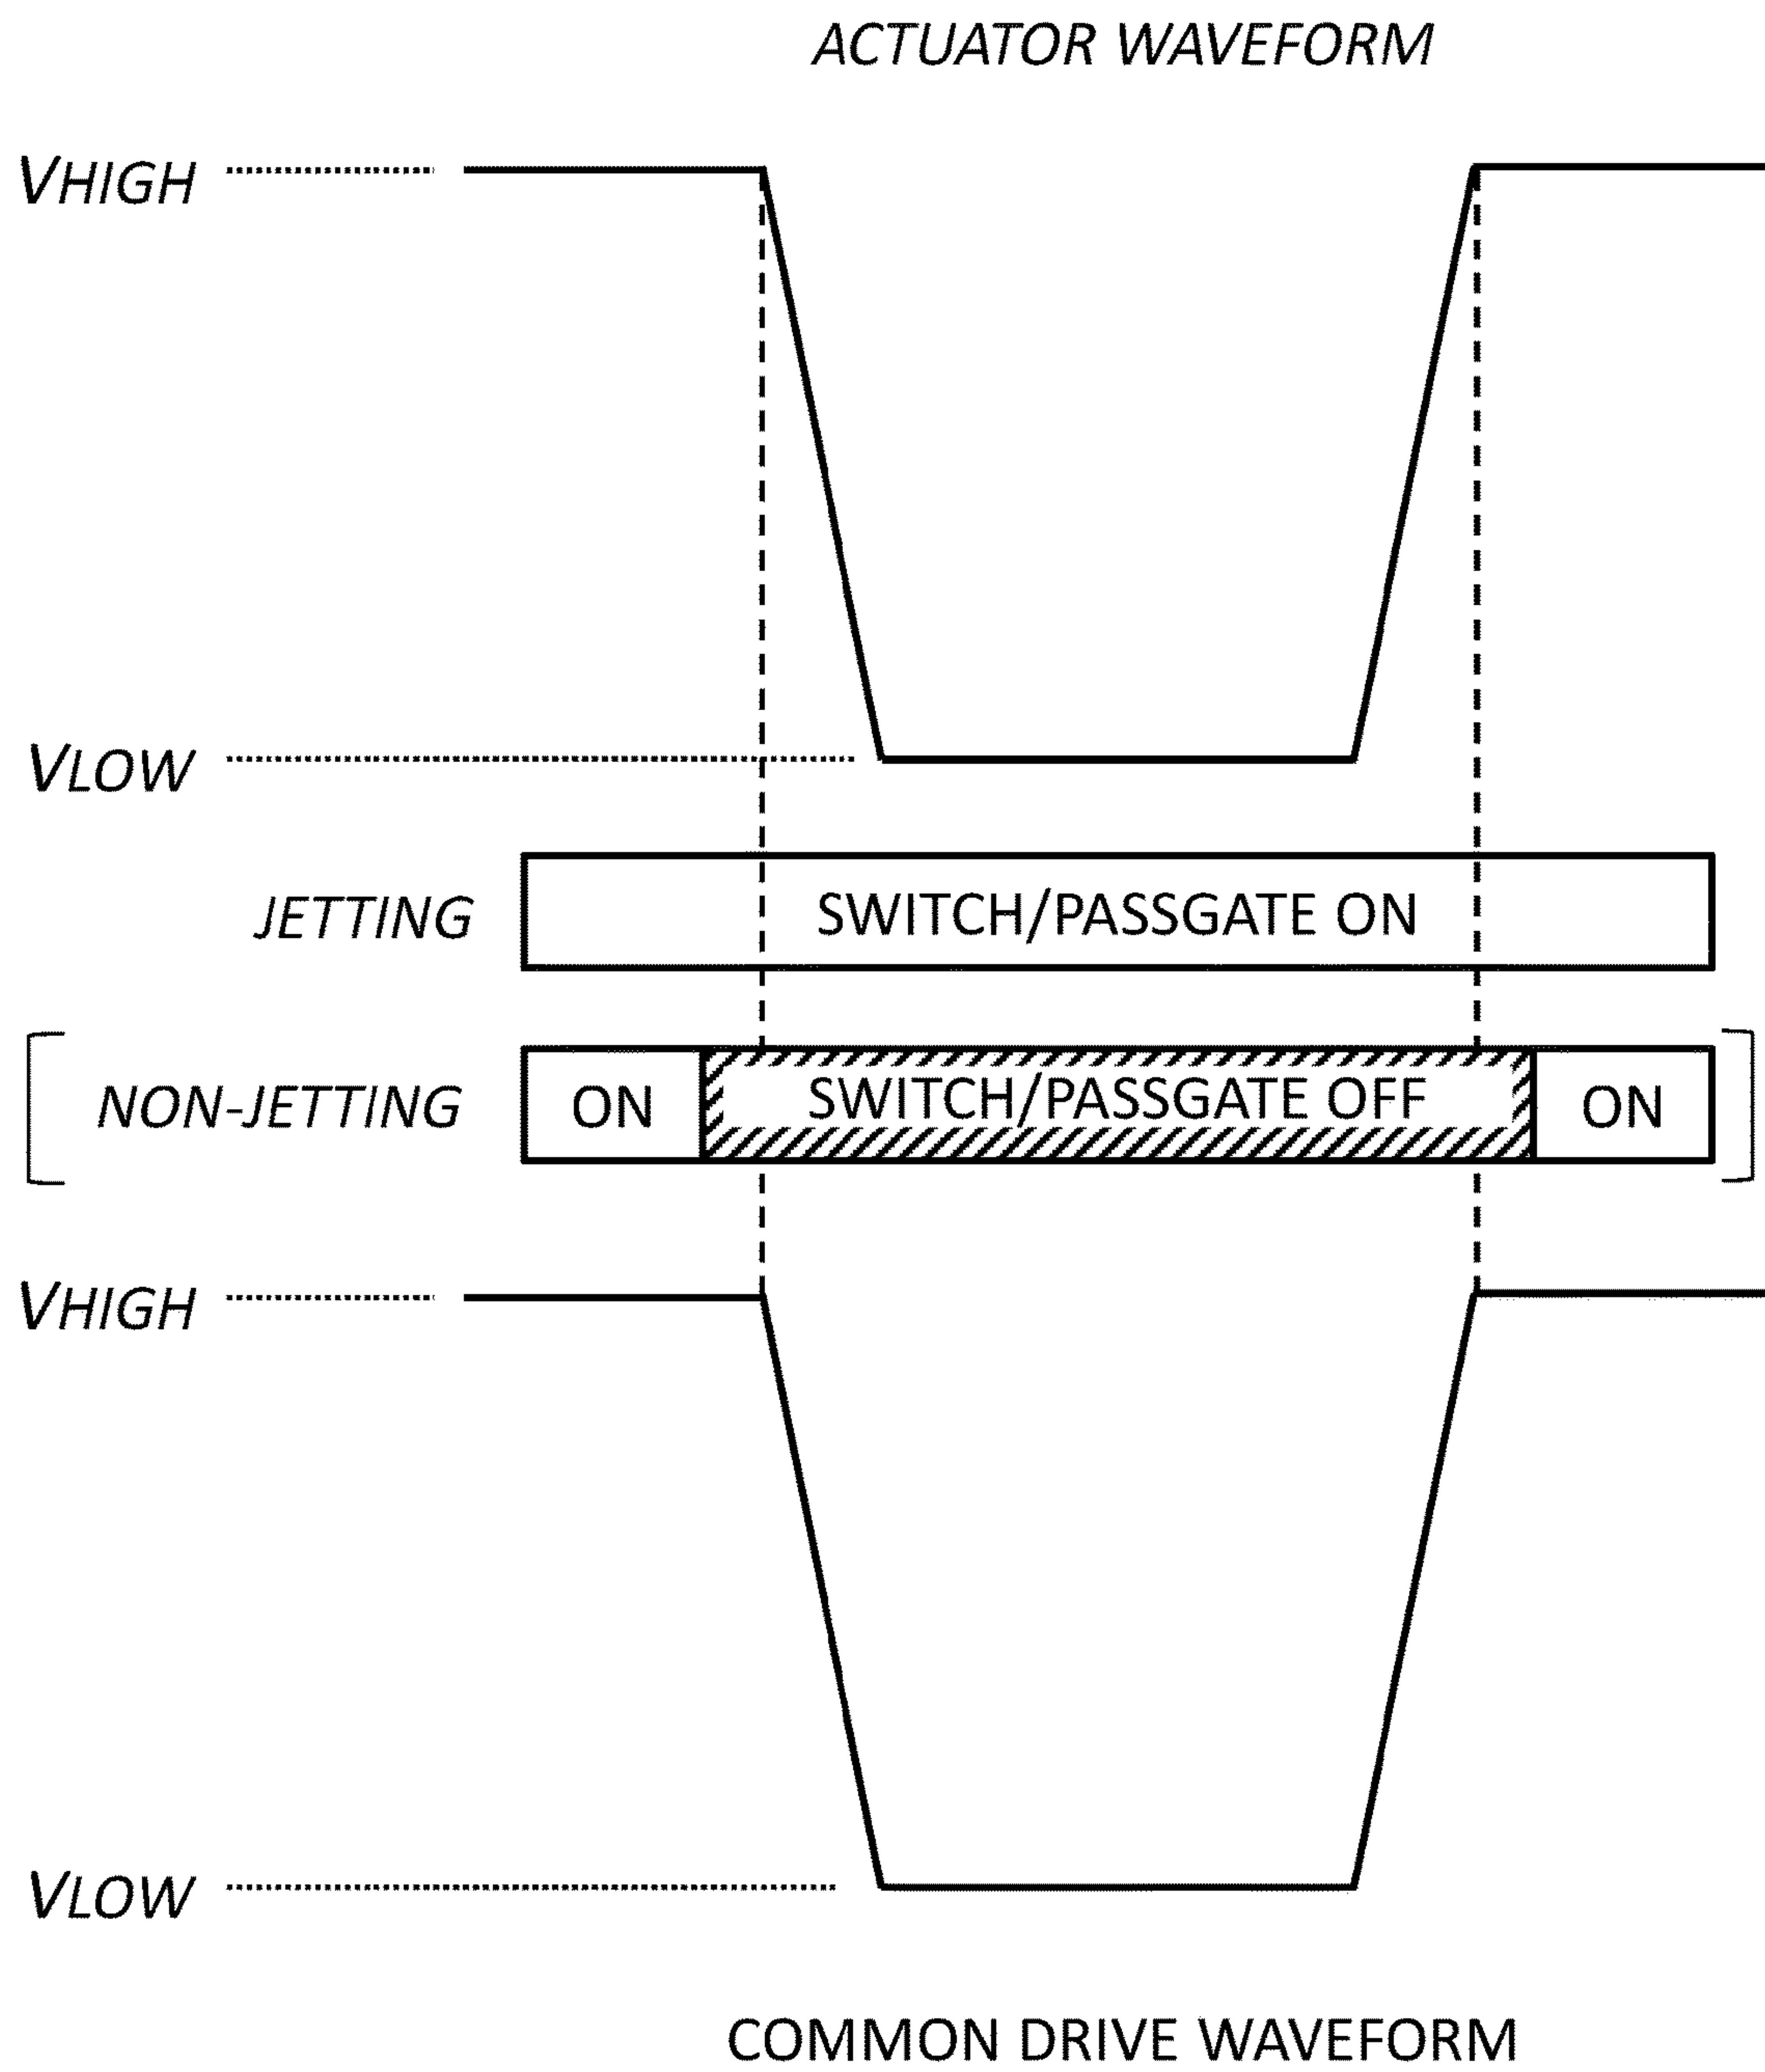 ACTUATOR WAVEFORM
VHIGH
VLOW
JETTING SWITCH/PASSGATE ON
NON-JETTING ON SWITCH/PASSGATE OFF ON
VHIGH
VLOW
COMMON DRIVE WAVEFORM